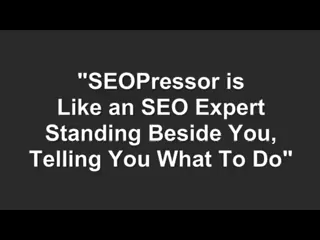 "SEOPressor is
Like an SEO Expert
Standing Beside You,
Telling You What To Do"